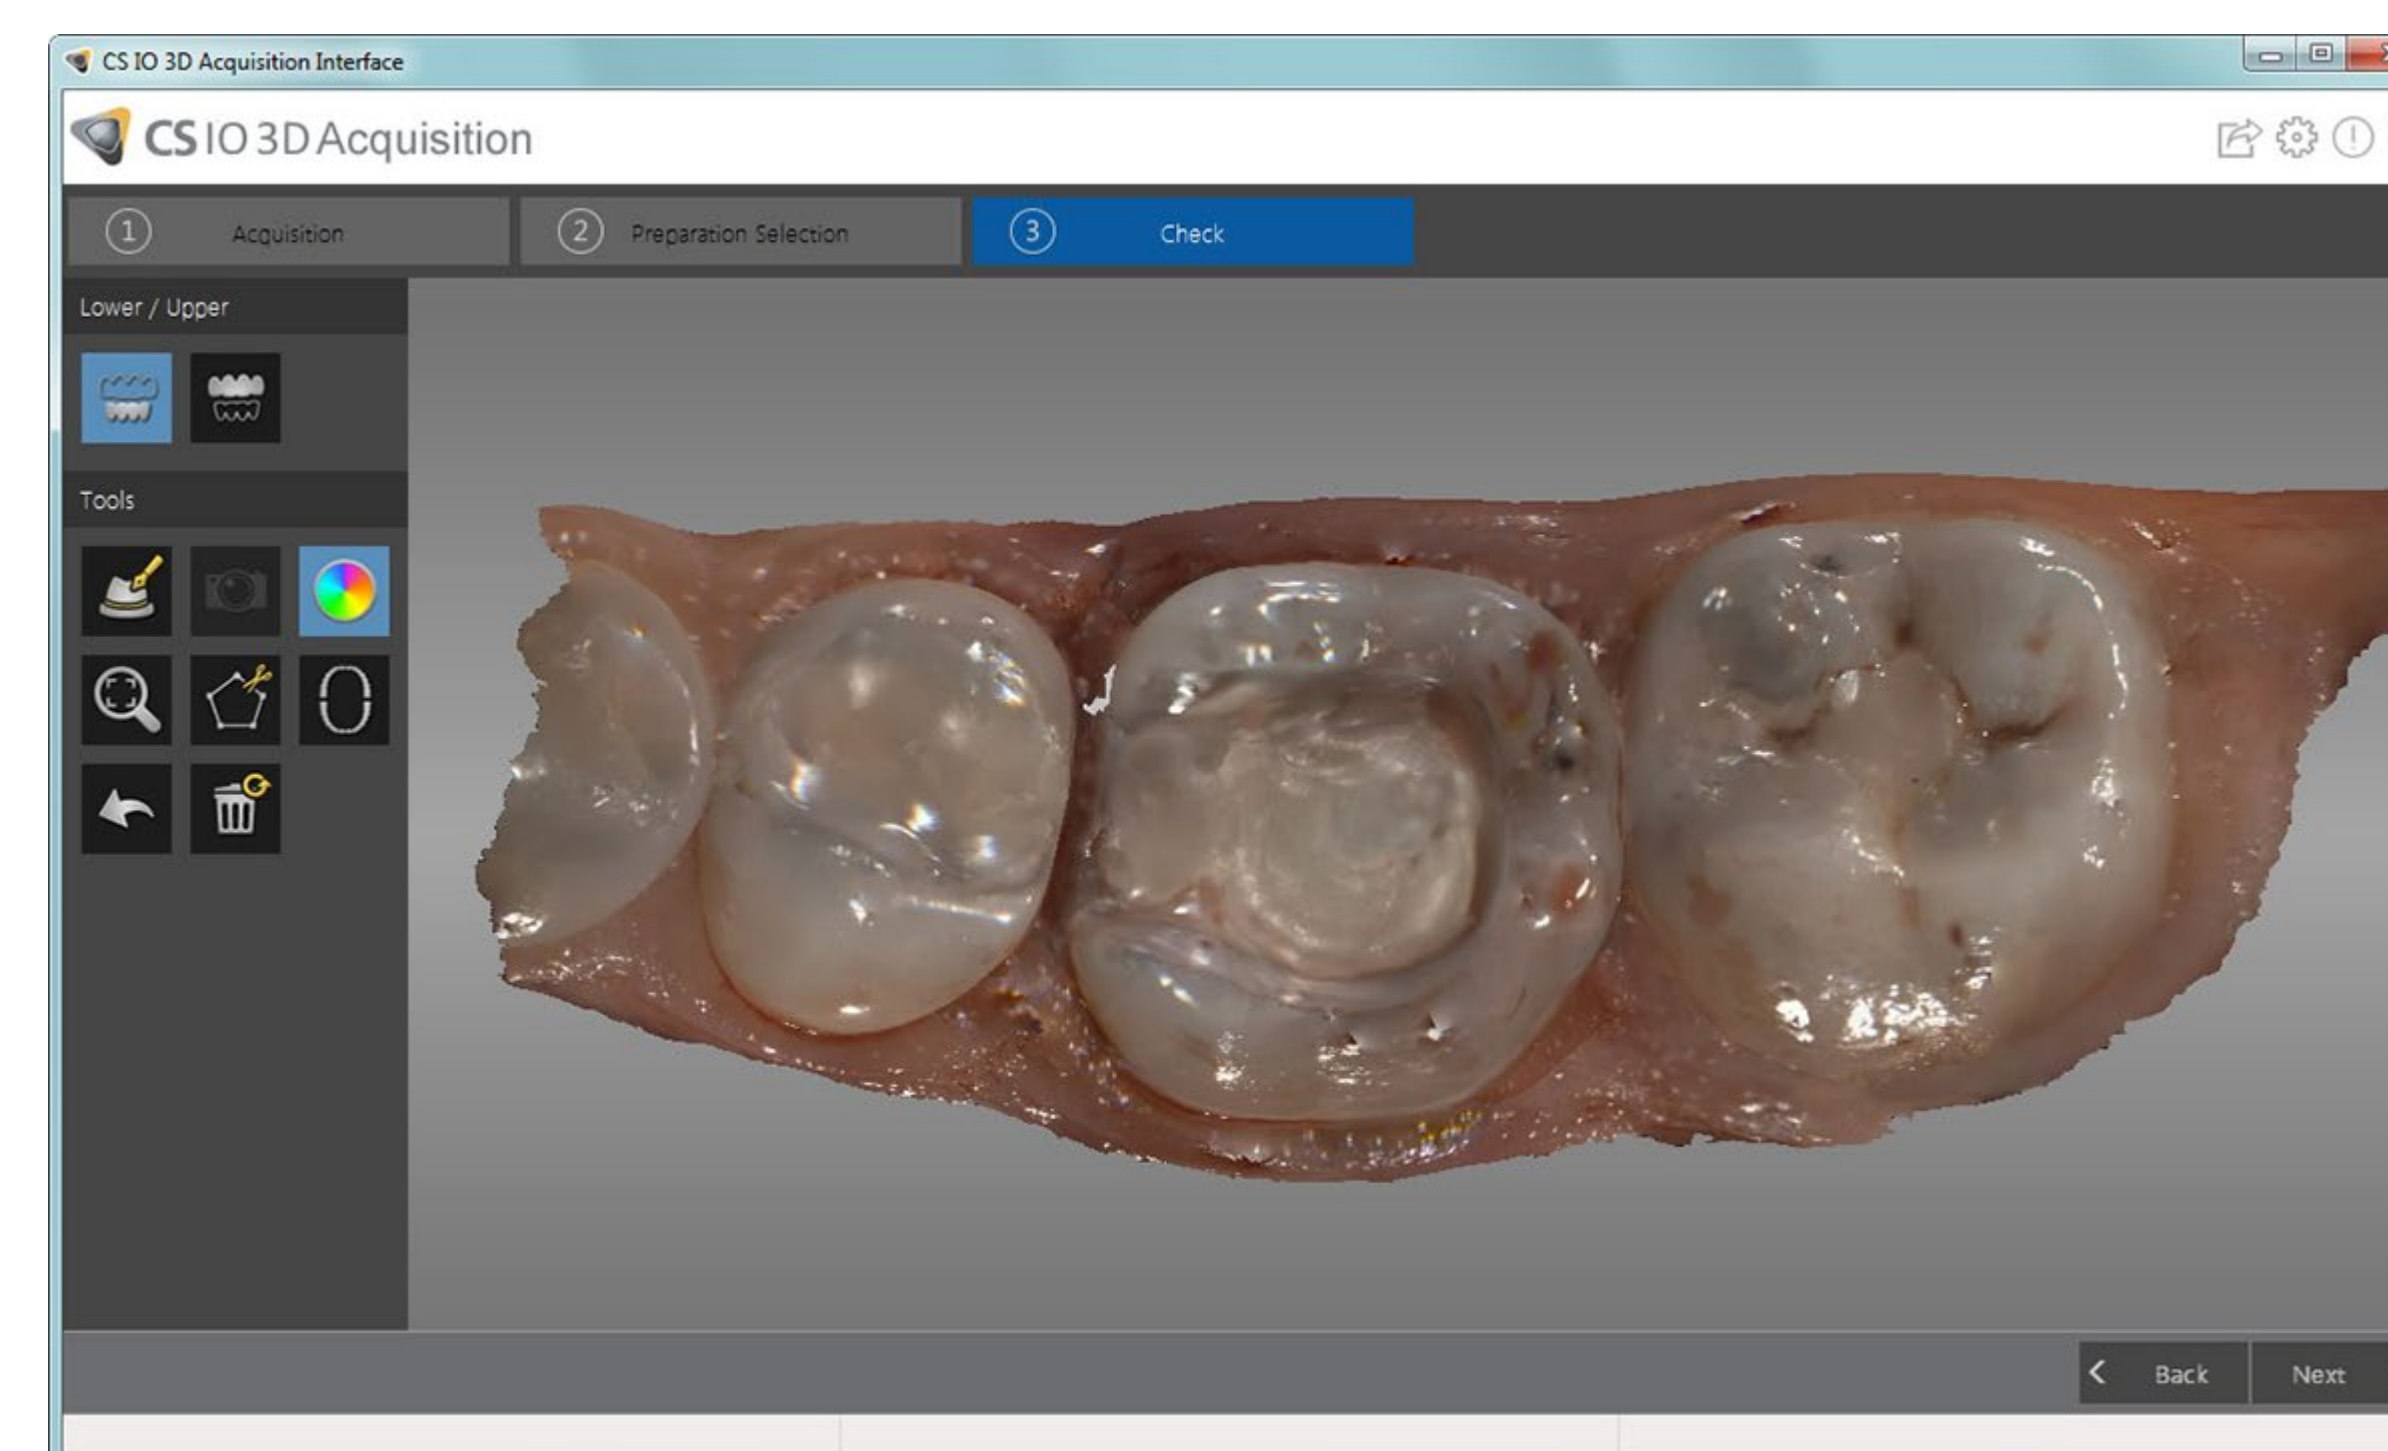 CS IO 3D Acquisition Interface
CS IO 3D Acquisition
1 Acquisition
2 Preparation Selection
3 Check
Lower / Upper
Tools
Back
Next